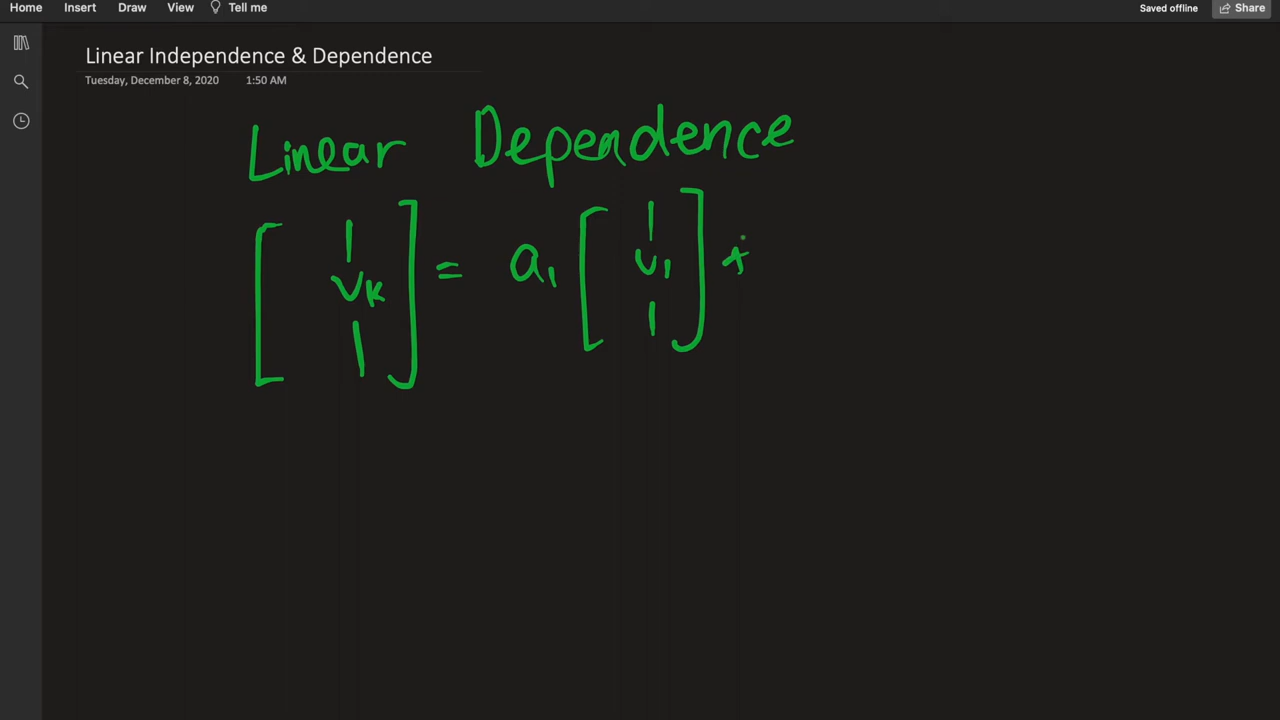 Home Insert Draw View Tell me Saved offline Share
Linear Independence & Dependence
Tuesday, December 8, 2020 1:50 AM
Linear Dependence
[ | v_k | ] = a_1 [ | v_1 | ] +